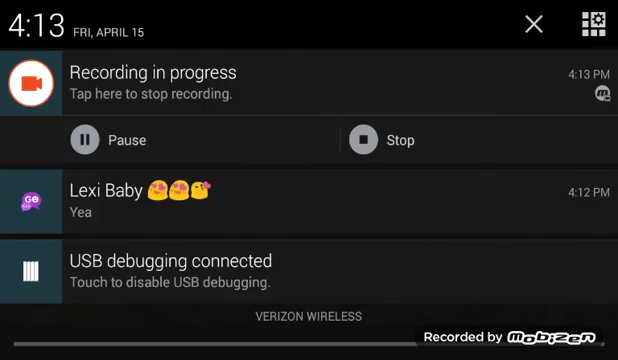 4:13 FRI, APRIL 15
Recording in progress
4:13 PM
Tap here to stop recording.
Pause
Stop
GO
Lexi Baby 😍😍😘
4:12 PM
Yea
USB debugging connected
Touch to disable USB debugging.
VERIZON WIRELESS
Recorded by Mobizen